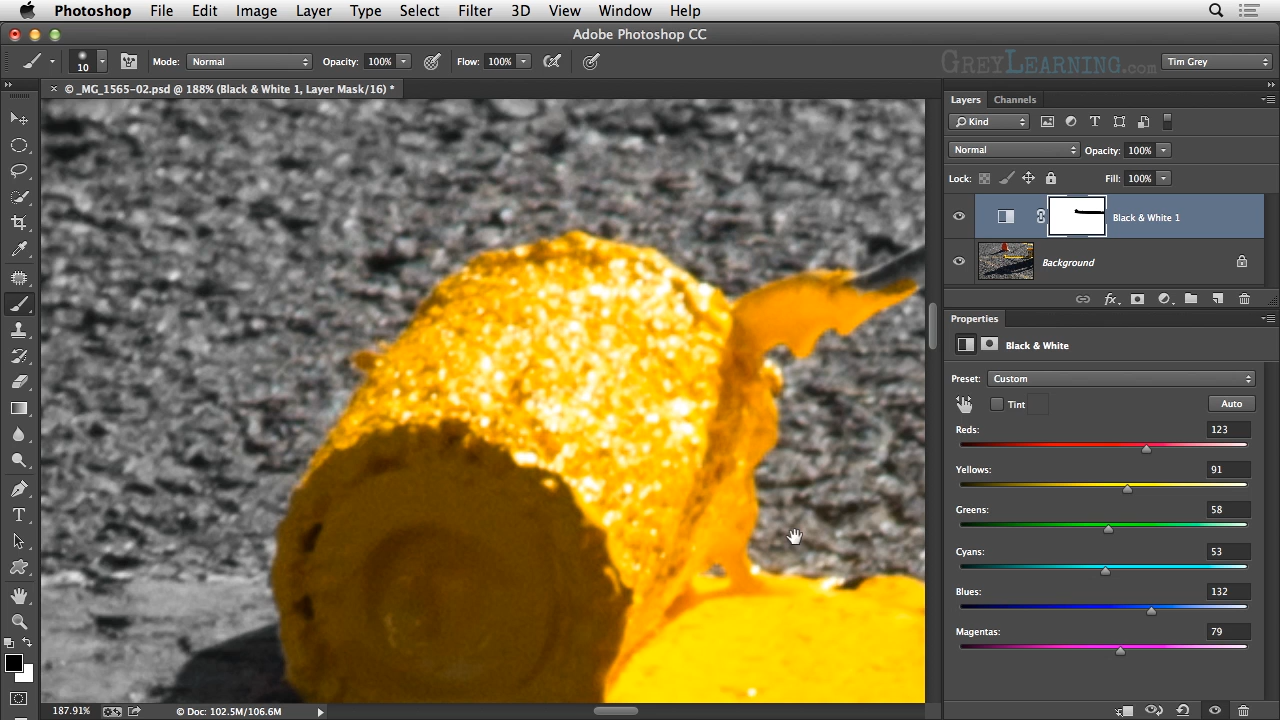 Photoshop File Edit Image Layer Type Select Filter 3D View Window Help
Adobe Photoshop CC
10 Mode: Normal Opacity: 100% Flow: 100% GREYLEARNING.com Tim Grey
× © _MG_1565-02.psd @ 188% (Black & White 1, Layer Mask/16) *
Layers Channels
Kind
Normal Opacity: 100%
Lock: Fill: 100%
Black & White 1
Background
fx
Properties
Black & White
Preset: Custom
Tint Auto
Reds: 123
Yellows: 91
Greens: 58
Cyans: 53
Blues: 132
Magentas: 79
187.91% © Doc: 102.5M/106.6M